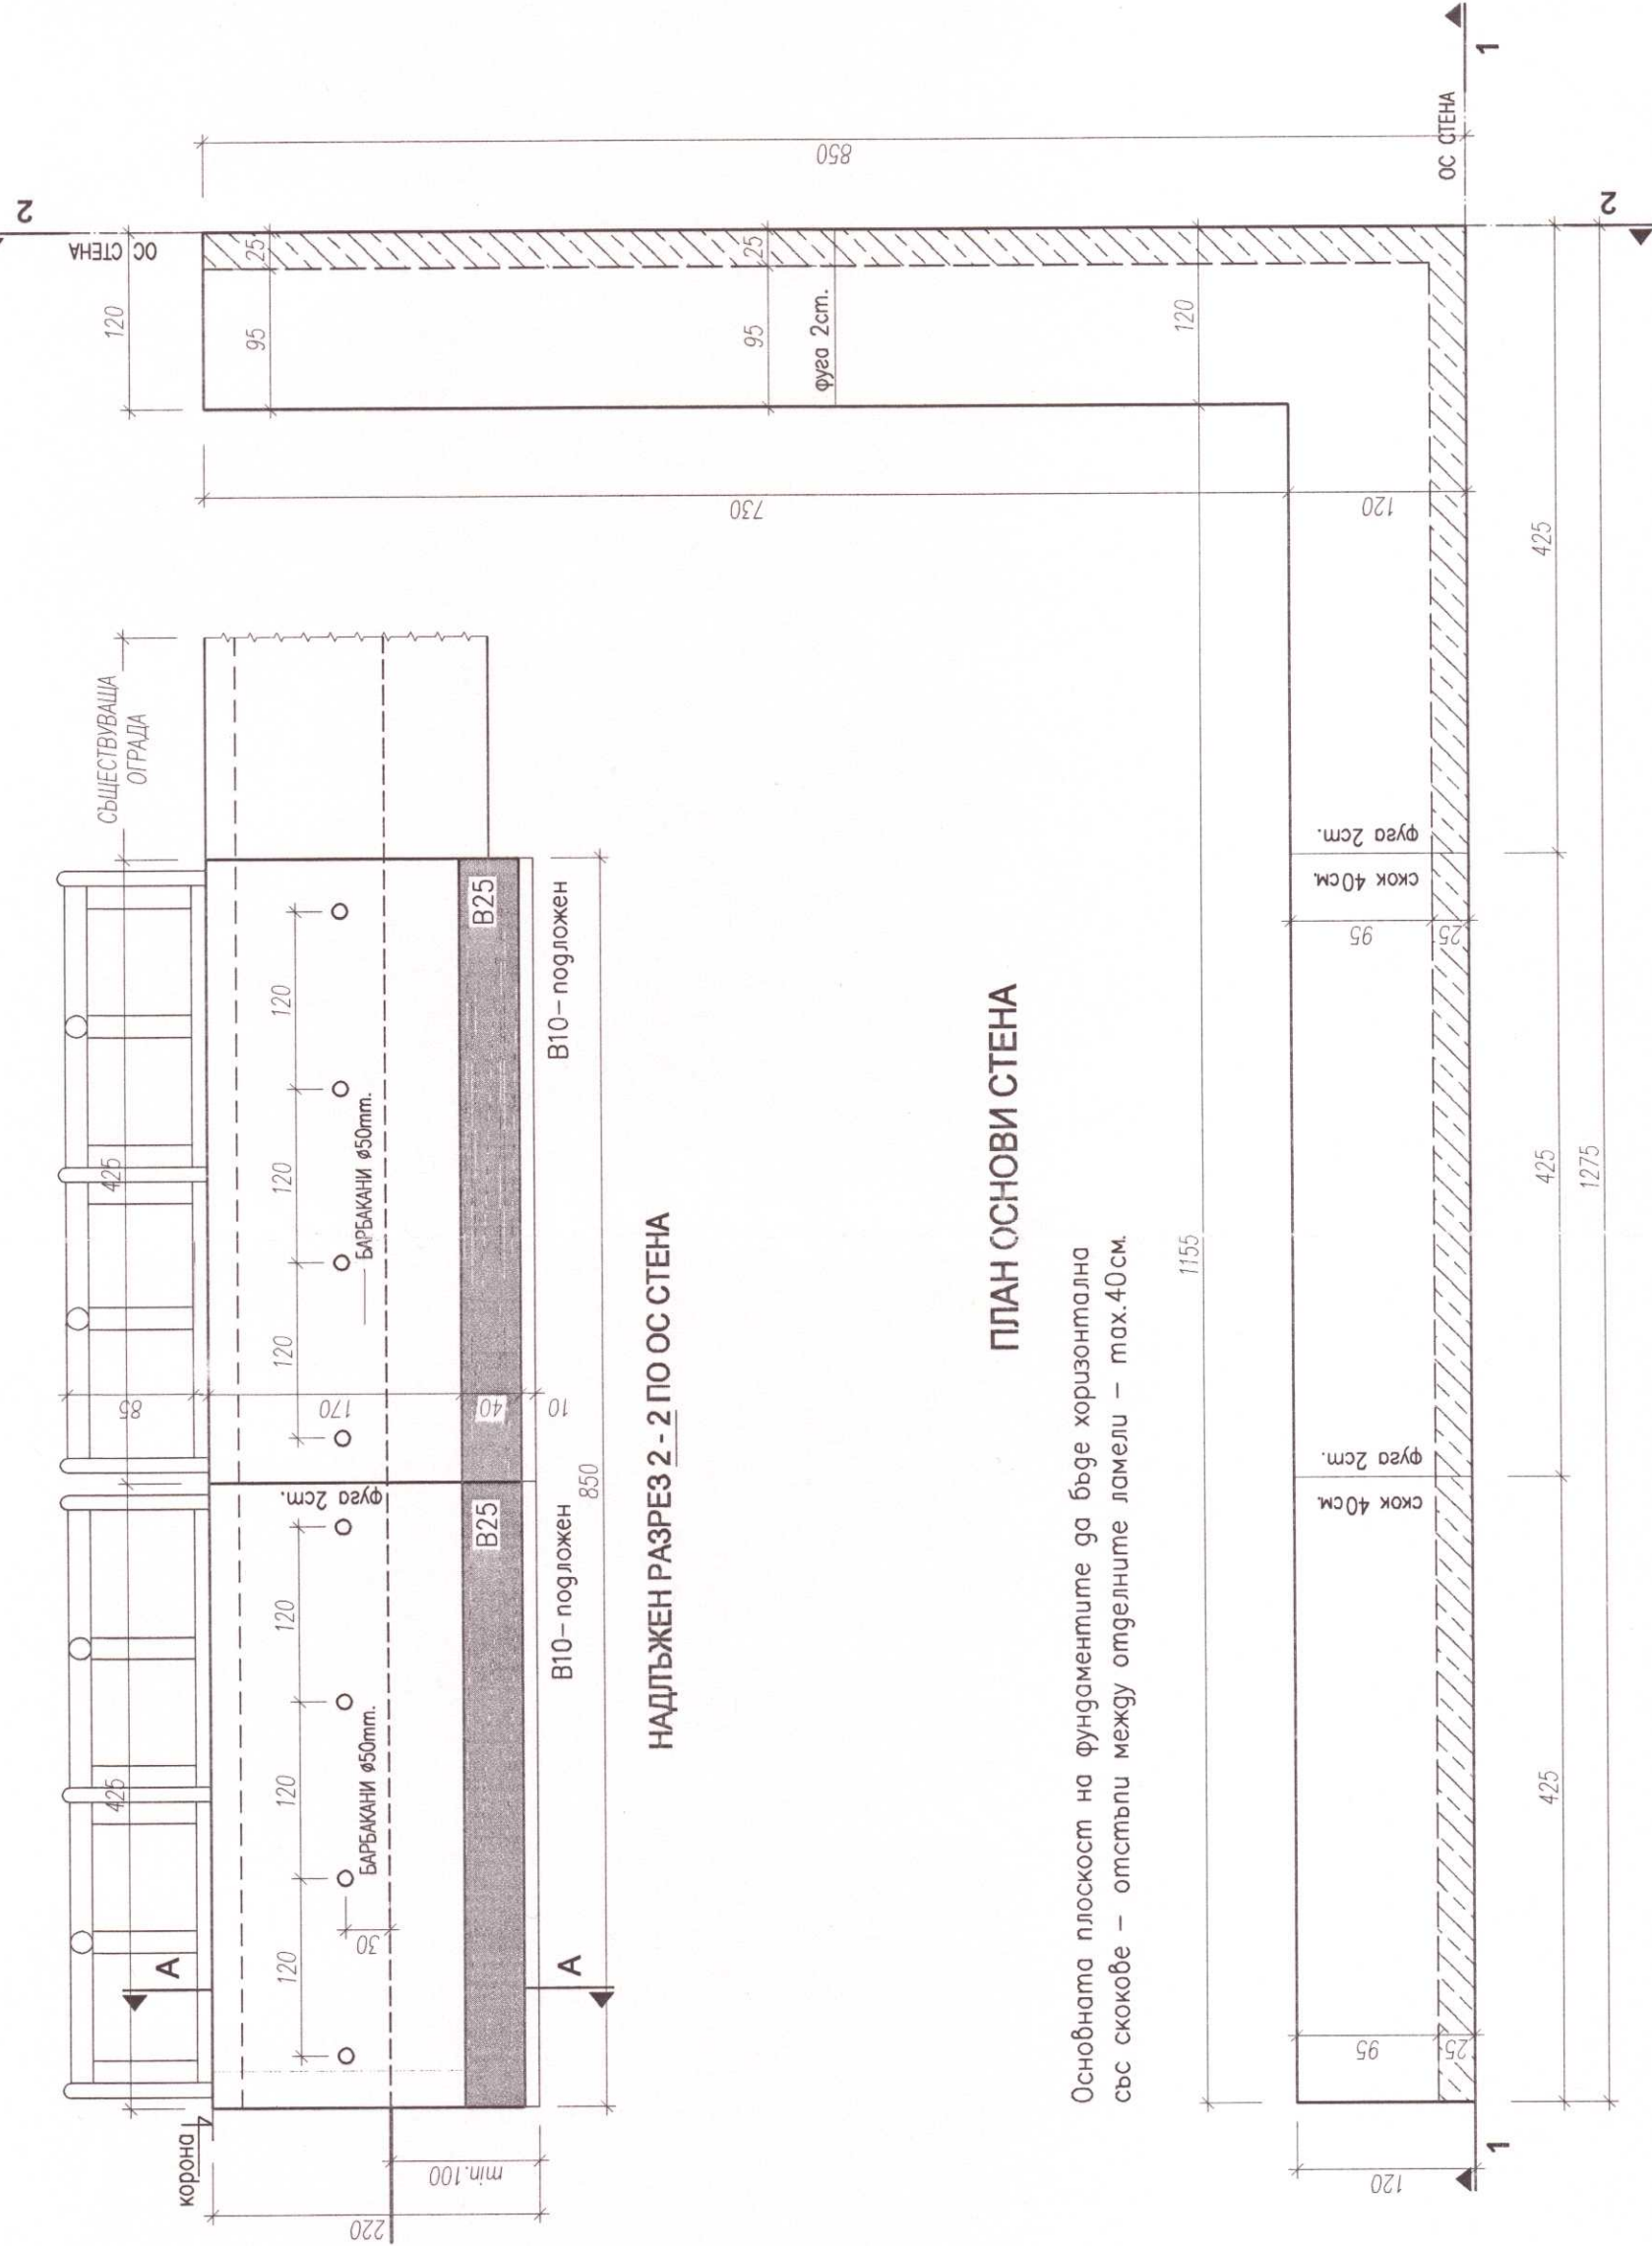 корона
220
min.100
СЪЩЕСТВУВАЩА
ОГРАДА
425
425
A
A
120
120
120
120
120
120
30
БАРБАКАНИ ø50mm.
БАРБАКАНИ ø50mm.
фуга 2cm.
85
170
40
10
B25
B25
B10-подложен
B10-подложен
850
НАДЛЪЖЕН РАЗРЕЗ 2 - 2 ПО ОС СТЕНА
ПЛАН ОСНОВИ СТЕНА
Основната плоскост на фундаментите да бъде хоризонтална
със скокове – отстъпи между отделните ламели – max.40см.
2
ОС СТЕНА
120
95
25
95
25
фуга 2cm.
120
850
730
120
1155
ОС СТЕНА
1
2
фуга 2cm.
скок 40см.
95
25
фуга 2cm.
скок 40см.
95
25
120
1
425
425
425
1275